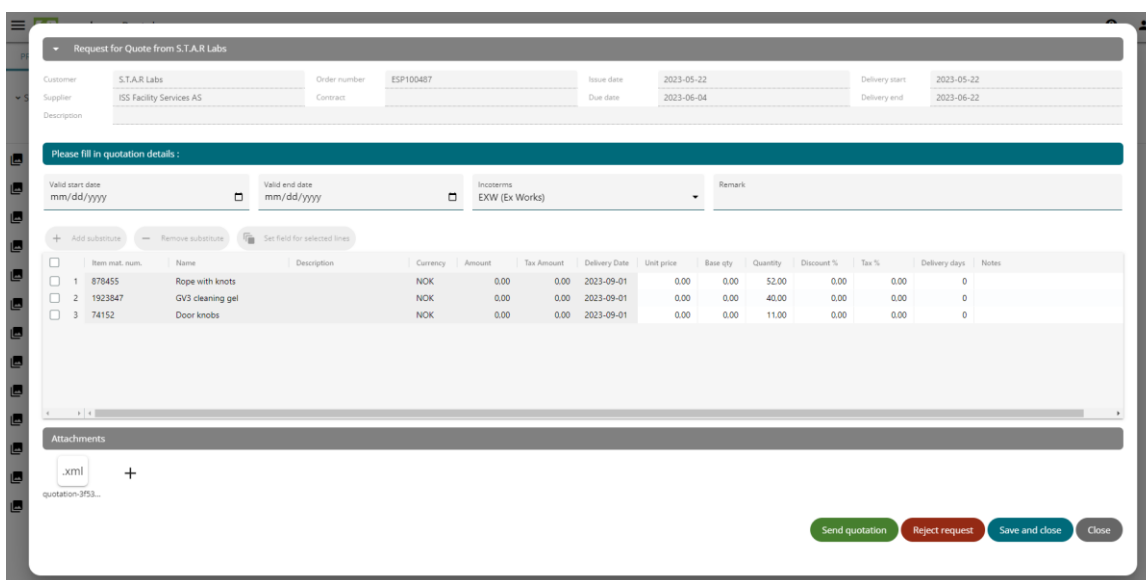 Request for Quote from S.T.A.R Labs
Customer S.T.A.R Labs Order number ESP100487 Issue date 2023-05-22 Delivery start 2023-05-22
Supplier ISS Facility Services AS Contract Due date 2023-06-04 Delivery end 2023-06-22
Description
Please fill in quotation details :
Valid start date Valid end date Incoterms Remark
mm/dd/yyyy mm/dd/yyyy EXW (Ex Works)
Add substitute Remove substitute Set field for selected lines
Item mat. num. Name Description Currency Amount Tax Amount Delivery Date Unit price Base qty Quantity Discount % Tax % Delivery days Notes
1 878455 Rope with knots NOK 0.00 0.00 2023-09-01 0.00 0.00 52.00 0.00 0.00 0
2 1923847 GV3 cleaning gel NOK 0.00 0.00 2023-09-01 0.00 0.00 40.00 0.00 0.00 0
3 74152 Door knobs NOK 0.00 0.00 2023-09-01 0.00 0.00 11.00 0.00 0.00 0
Attachments
.xml
quotation-3f53...
Send quotation Reject request Save and close Close